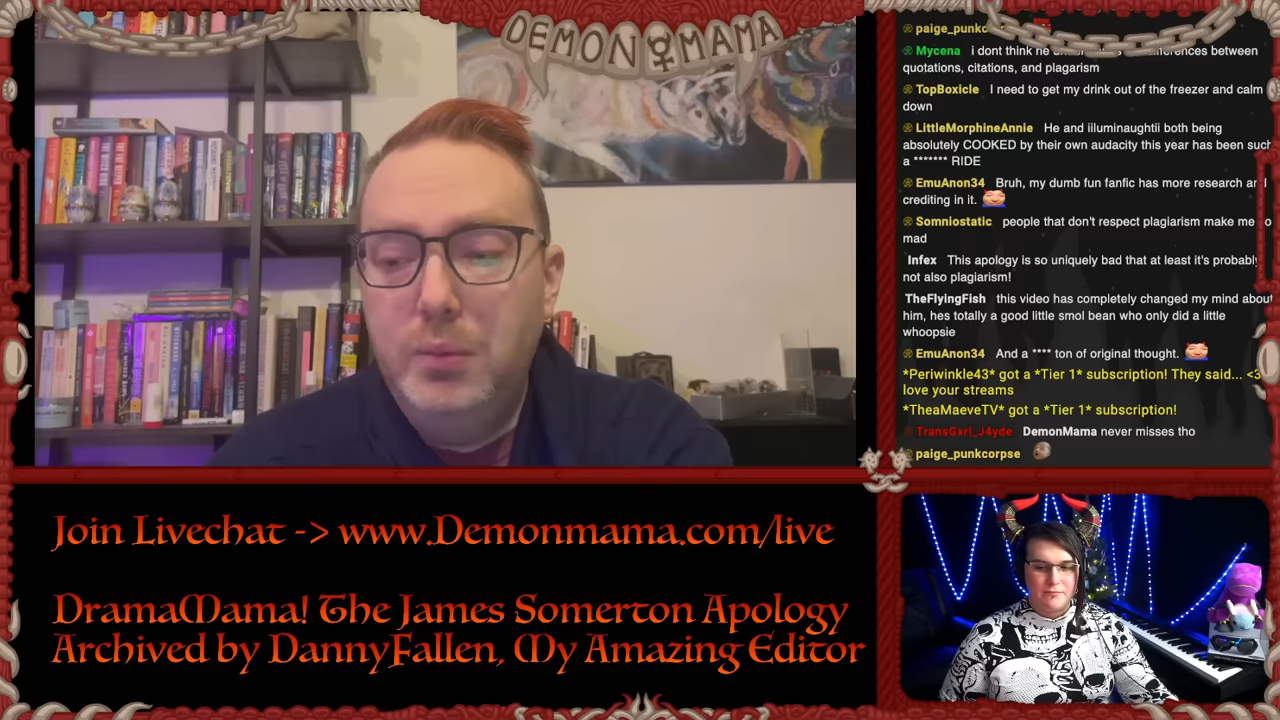 DEMON MAMA
paige_punkc
Mycena i dont think he between
quotations, citations, and plagarism
TopBoxicle I need to get my drink out of the freezer and calm
down
LittleMorphineAnnie He and illuminaughtii both being
absolutely COOKED by their own audacity this year has been such
a ******* RIDE
EmuAnon34 Bruh, my dumb fun fanfic has more research and
crediting in it.
Somniostatic people that don't respect plagiarism make me so
mad
Infex This apology is so uniquely bad that at least it's probably
not also plagiarism!
TheFlyingFish this video has completely changed my mind about
him, hes totally a good little smol bean who only did a little
whoopsie
EmuAnon34 And a **** ton of original thought.
*Periwinkle43* got a *Tier 1* subscription! They said... <3
love your streams
*TheaMaeveTV* got a *Tier 1* subscription!
TransGxrl_J4yde DemonMama never misses tho
paige_punkcorpse
Join Livechat -> www.Demonmama.com/live
DramaMama! The James Somerton Apology
Archived by DannyFallen, My Amazing Editor